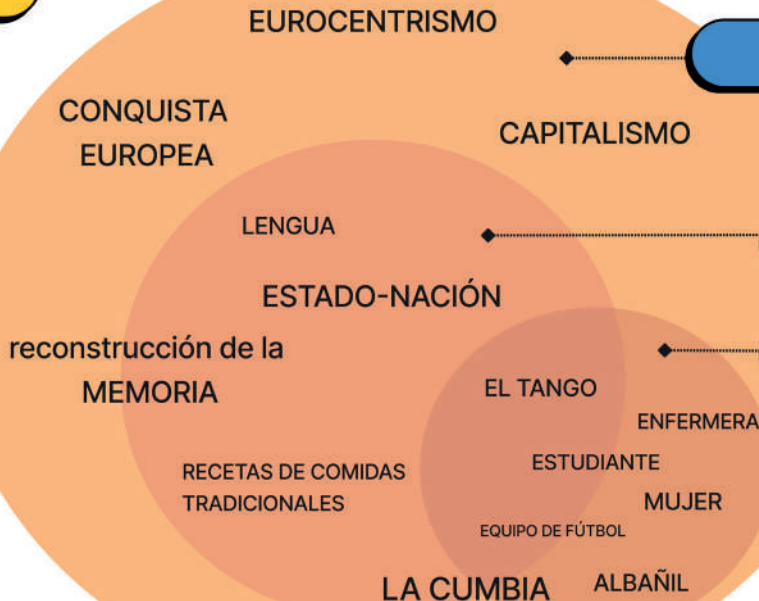 EUROCENTRISMO
CONQUISTA
EUROPEA
CAPITALISMO
LENGUA
ESTADO-NACIÓN
reconstrucción de la
MEMORIA
EL TANGO
ENFERMERA
ESTUDIANTE
RECETAS DE COMIDAS
TRADICIONALES
MUJER
EQUIPO DE FÚTBOL
LA CUMBIA
ALBAÑIL